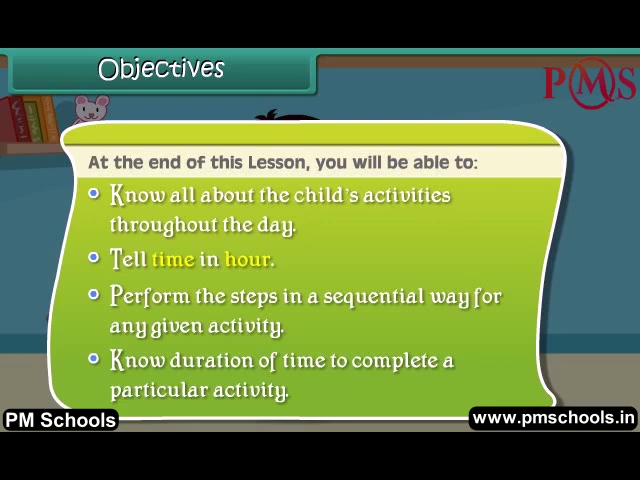 Objectives
PMS
At the end of this Lesson, you will be able to:
Know all about the child's activities
throughout the day.
Tell time in hour.
Perform the steps in a sequential way for
any given activity.
Know duration of time to complete a
particular activity.
PM Schools
www.pmschools.in